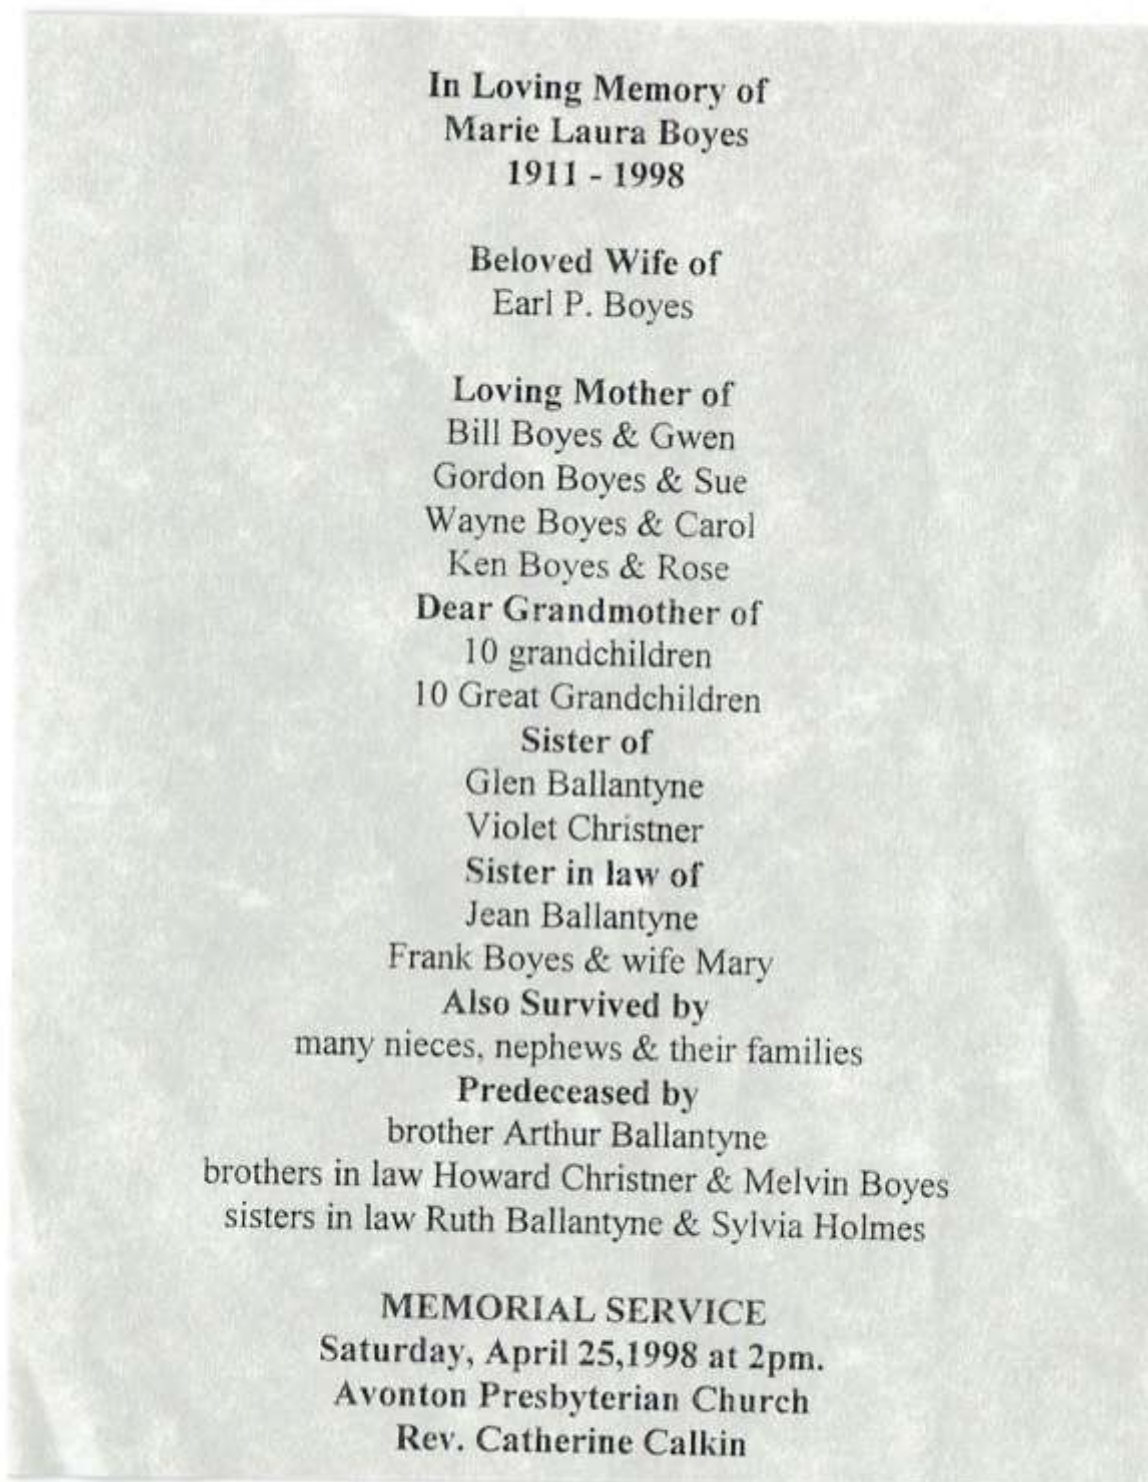 In Loving Memory of
Marie Laura Boyes
1911 - 1998
Beloved Wife of
Earl P. Boyes
Loving Mother of
Bill Boyes & Gwen
Gordon Boyes & Sue
Wayne Boyes & Carol
Ken Boyes & Rose
Dear Grandmother of
10 grandchildren
10 Great Grandchildren
Sister of
Glen Ballantyne
Violet Christner
Sister in law of
Jean Ballantyne
Frank Boyes & wife Mary
Also Survived by
many nieces, nephews & their families
Predeceased by
brother Arthur Ballantyne
brothers in law Howard Christner & Melvin Boyes
sisters in law Ruth Ballantyne & Sylvia Holmes
MEMORIAL SERVICE
Saturday, April 25,1998 at 2pm.
Avonton Presbyterian Church
Rev. Catherine Calkin